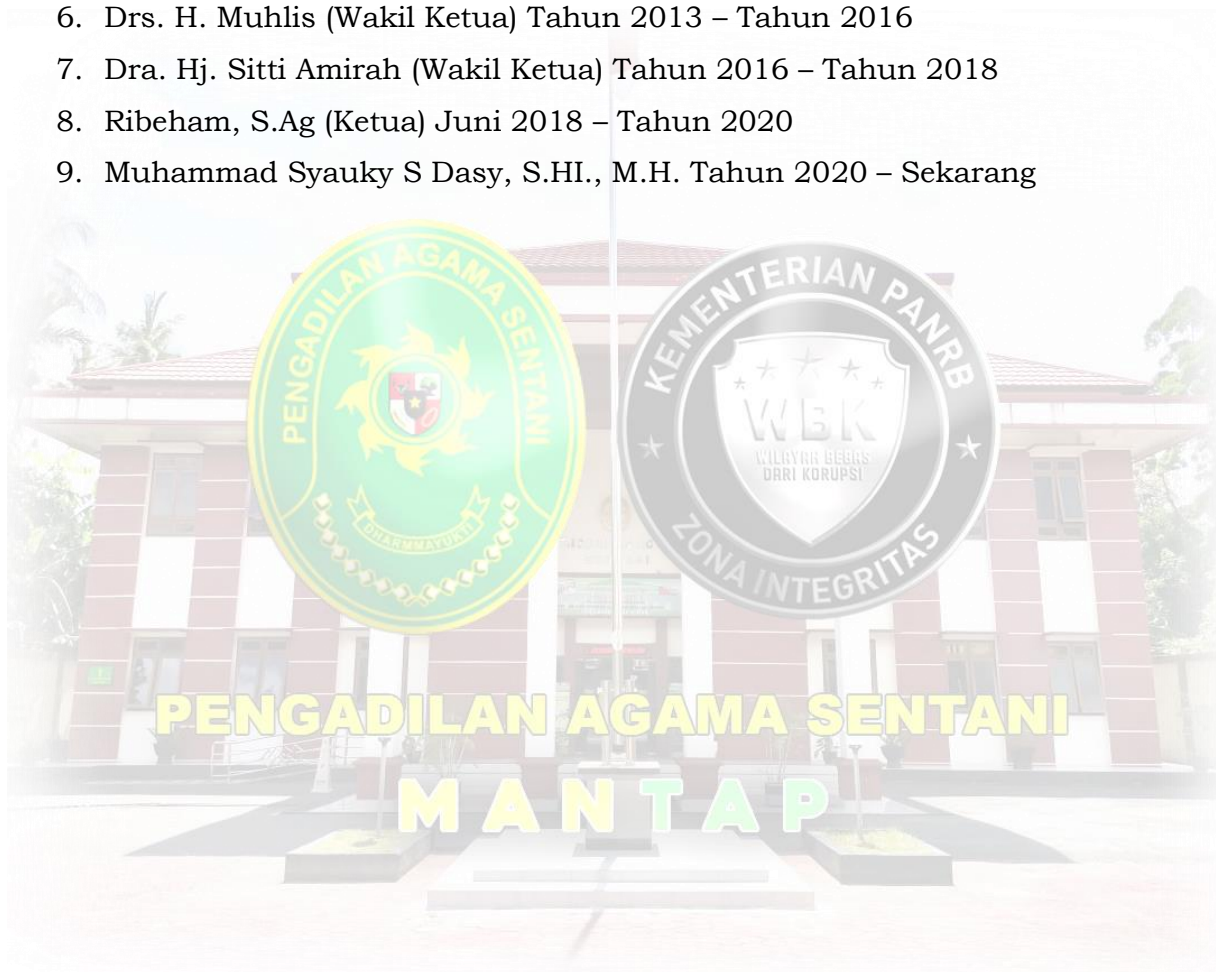 6. Drs. H. Muhlis (Wakil Ketua) Tahun 2013 – Tahun 2016
7. Dra. Hj. Sitti Amirah (Wakil Ketua) Tahun 2016 – Tahun 2018
8. Ribeham, S.Ag (Ketua) Juni 2018 – Tahun 2020
9. Muhammad Syauky S Dasy, S.HI., M.H. Tahun 2020 – Sekarang
PENGADILAN AGAMA SENTANI
DHARMMAYUKTI
KEMENTERIAN PANRB
WBK
WILAYAH BEBAS
DARI KORUPSI
ZONA INTEGRITAS
PENGADILAN AGAMA SENTANI
MANTAP